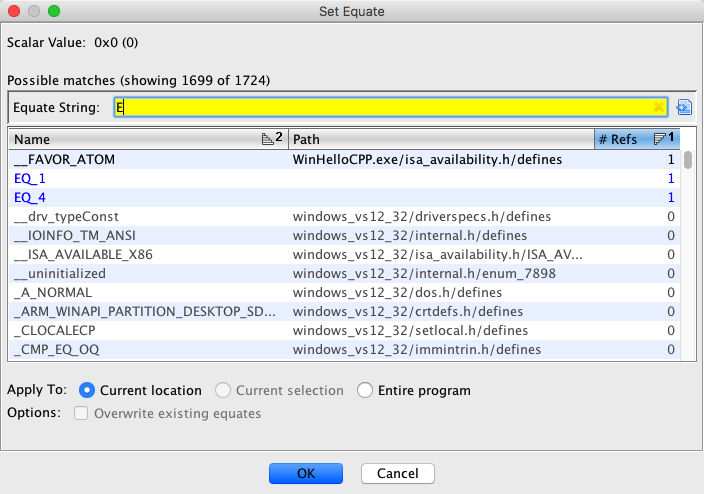 Set Equate
Scalar Value: 0x0 (0)
Possible matches (showing 1699 of 1724)
Equate String: E
Name 2 Path # Refs 1
__FAVOR_ATOM WinHelloCPP.exe/isa_availability.h/defines 1
EQ_1 1
EQ_4 1
__drv_typeConst windows_vs12_32/driverspecs.h/defines 0
__IOINFO_TM_ANSI windows_vs12_32/internal.h/defines 0
__ISA_AVAILABLE_X86 windows_vs12_32/isa_availability.h/ISA_AV... 0
__uninitialized windows_vs12_32/internal.h/enum_7898 0
_A_NORMAL windows_vs12_32/dos.h/defines 0
_ARM_WINAPI_PARTITION_DESKTOP_SD... windows_vs12_32/crtdefs.h/defines 0
_CLOCALECP windows_vs12_32/setlocal.h/defines 0
_CMP_EQ_OQ windows_vs12_32/immintrin.h/defines 0
Apply To: Current location Current selection Entire program
Options: Overwrite existing equates
OK Cancel